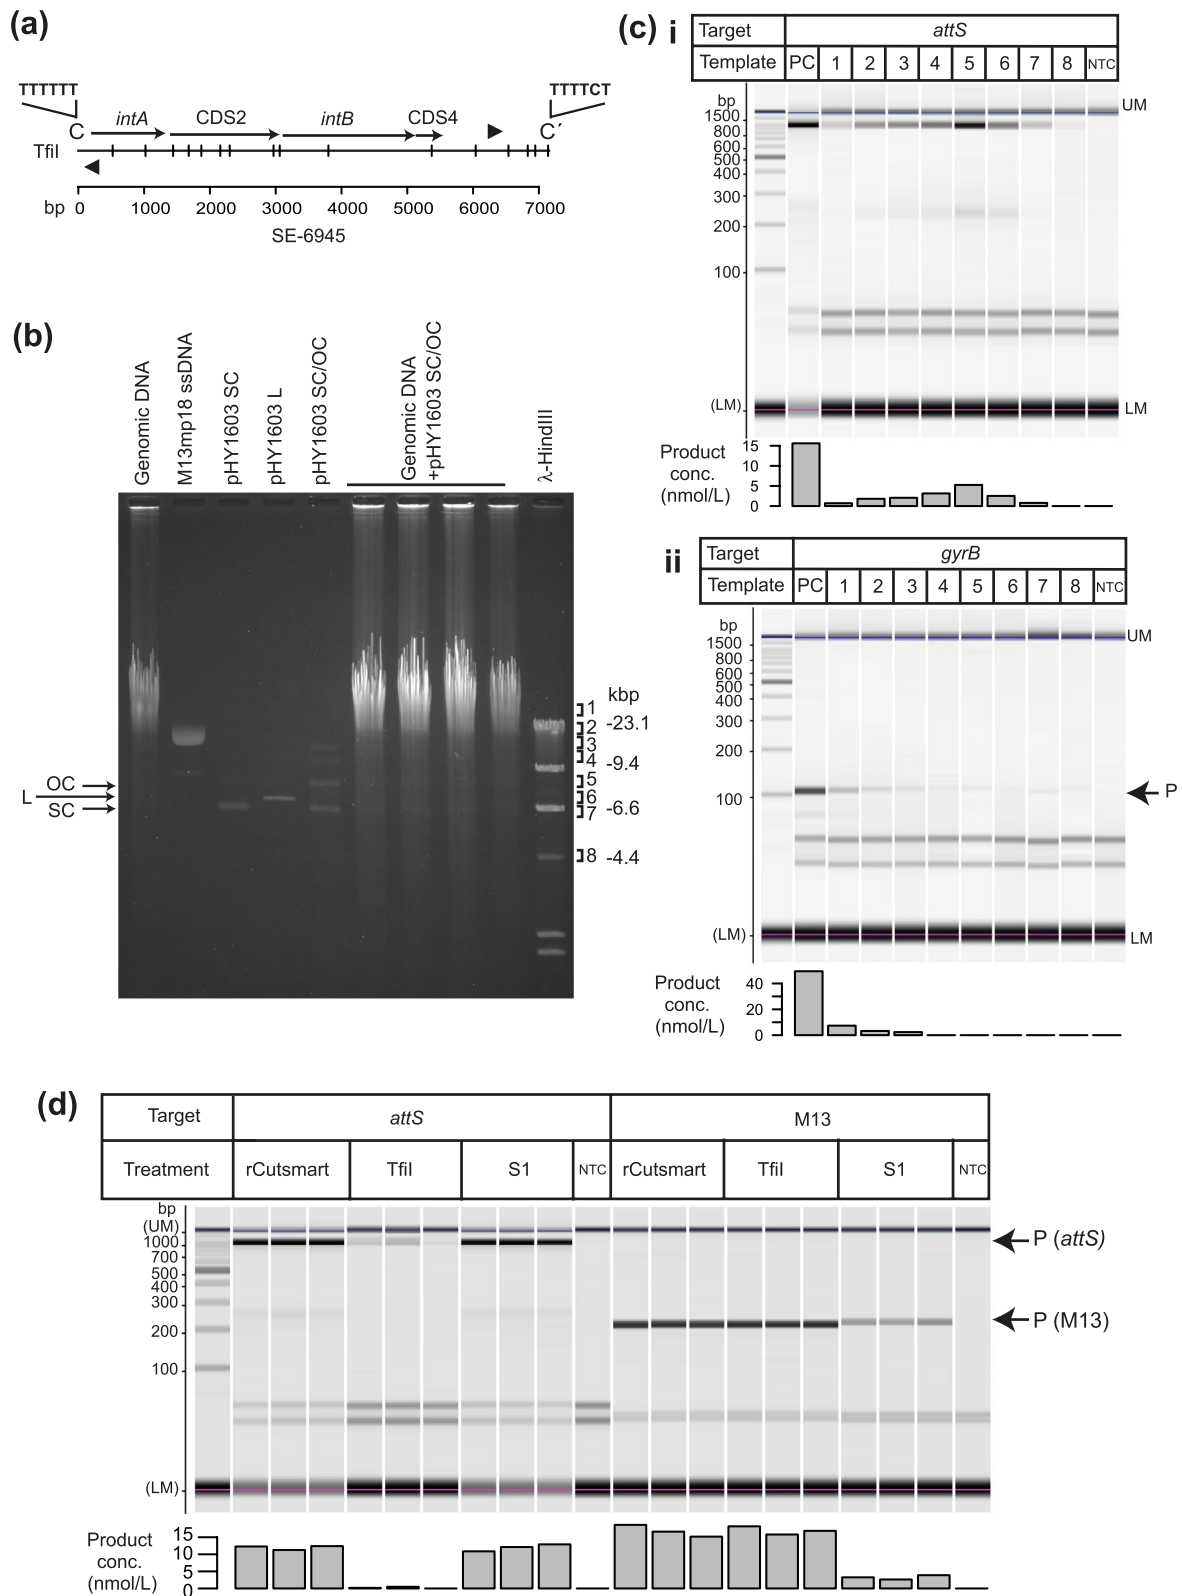 (a)
TTTTTT
TTTTCT
C
intA
CDS2
intB
CDS4
C´
TfiI
bp 0 1000 2000 3000 4000 5000 6000 7000
SE-6945
(b)
Genomic DNA
M13mp18 ssDNA
pHY1603 SC
pHY1603 L
pHY1603 SC/OC
Genomic DNA
+pHY1603 SC/OC
λ-HindIII
OC
L
SC
kbp
1
2
3
4
5
6
7
8
-23.1
-9.4
-6.6
-4.4
(c) i
Target attS
Template PC 1 2 3 4 5 6 7 8 NTC
bp
1500
800
600
500
400
300
200
100
(LM)
UM
LM
Product
conc.
(nmol/L)
15
10
5
0
ii
Target gyrB
Template PC 1 2 3 4 5 6 7 8 NTC
bp
1500
800
600
500
400
300
200
100
(LM)
UM
P
LM
Product
conc.
(nmol/L)
40
20
0
(d)
Target attS M13
Treatment rCutsmart TfiI S1 NTC rCutsmart TfiI S1 NTC
bp
(UM)
1000
700
500
400
300
200
100
(LM)
P (attS)
P (M13)
Product
conc.
(nmol/L)
15
10
5
0